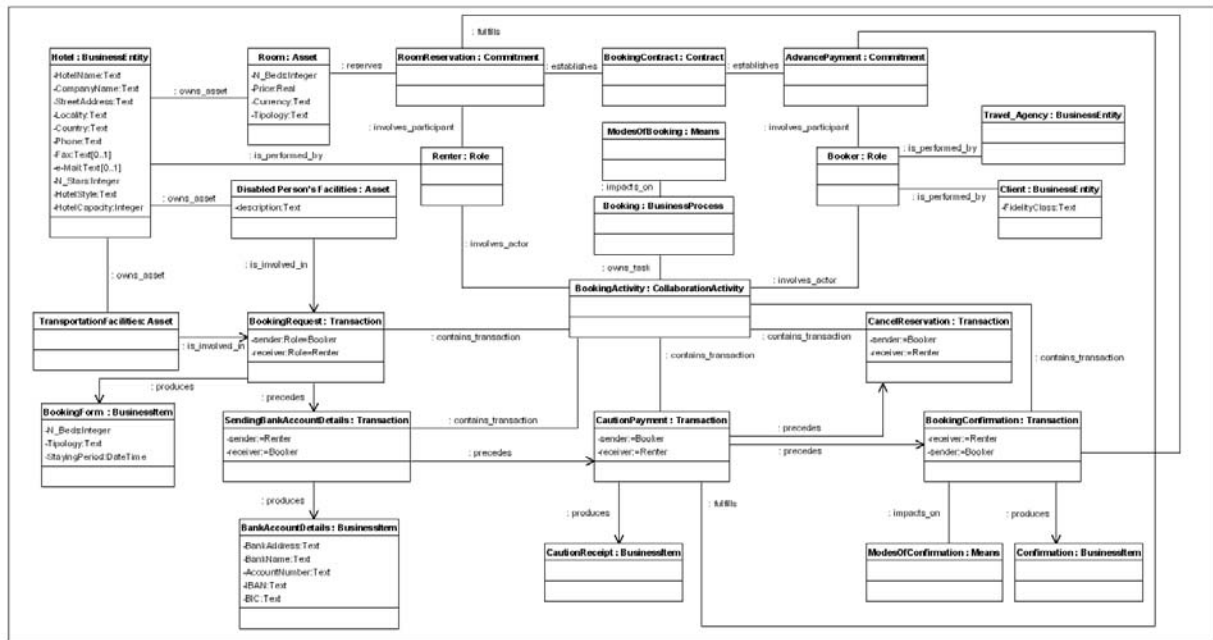 : fulfills
Hotel : BusinessEntity
-HotelName:Text
-CompanyName:Text
-StreetAddress:Text
-Locality:Text
-Country:Text
-Phone:Text
-Fax:Text[0..1]
-e-Mail:Text[0..1]
-N_Stars:Integer
-HotelStyle:Text
-HotelCapacity:Integer
: owns_asset
Room : Asset
-N_Beds:Integer
-Price:Real
-Currency:Text
-Tipology:Text
: reserves
RoomReservation : Commitment
: establishes
BookingContract : Contract
: establishes
AdvancePayment : Commitment
: involves_participant
ModesOfBooking : Means
: involves_participant
Travel_Agency : BusinessEntity
: is_performed_by
Renter : Role
Booker : Role
: is_performed_by
: owns_asset
Disabled Person's Facilities : Asset
-description:Text
: impacts_on
Booking : BusinessProcess
: is_performed_by
Client : BusinessEntity
-FidelityClass:Text
: owns_asset
: is_involved_in
: involves_actor
: owns_task
: involves_actor
BookingActivity : CollaborationActivity
TransportationFacilities: Asset
: is_involved_in
BookingRequest : Transaction
-sender:Role=Booker
-receiver:Role=Renter
: contains_transaction
: contains_transaction
: contains_transaction
CancelReservation : Transaction
-sender:=Booker
-receiver:=Renter
: contains_transaction
: produces
: precedes
BookingForm : BusinessItem
-N_Beds:Integer
-Tipology:Text
-StayingPeriod:DateTime
SendingBankAccountDetails : Transaction
-sender:=Renter
-receiver:=Booker
: contains_transaction
: precedes
CautionPayment : Transaction
-sender:=Booker
-receiver:=Renter
: precedes
: precedes
BookingConfirmation : Transaction
-receiver:=Renter
-sender:=Booker
: produces
BankAccountDetails : BusinessItem
-BankAddress:Text
-BankName:Text
-AccountNumber:Text
-IBAN:Text
-BIC:Text
: produces
: fulfills
: impacts_on
: produces
CautionReceipt : BusinessItem
ModesOfConfirmation : Means
Confirmation : BusinessItem